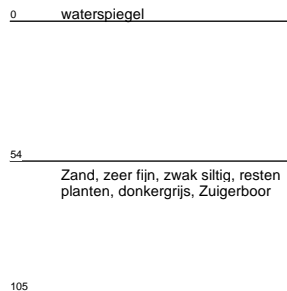 0 waterspiegel
54
Zand, zeer fijn, zwak siltig, resten
planten, donkergrijs, Zuigerboor
105